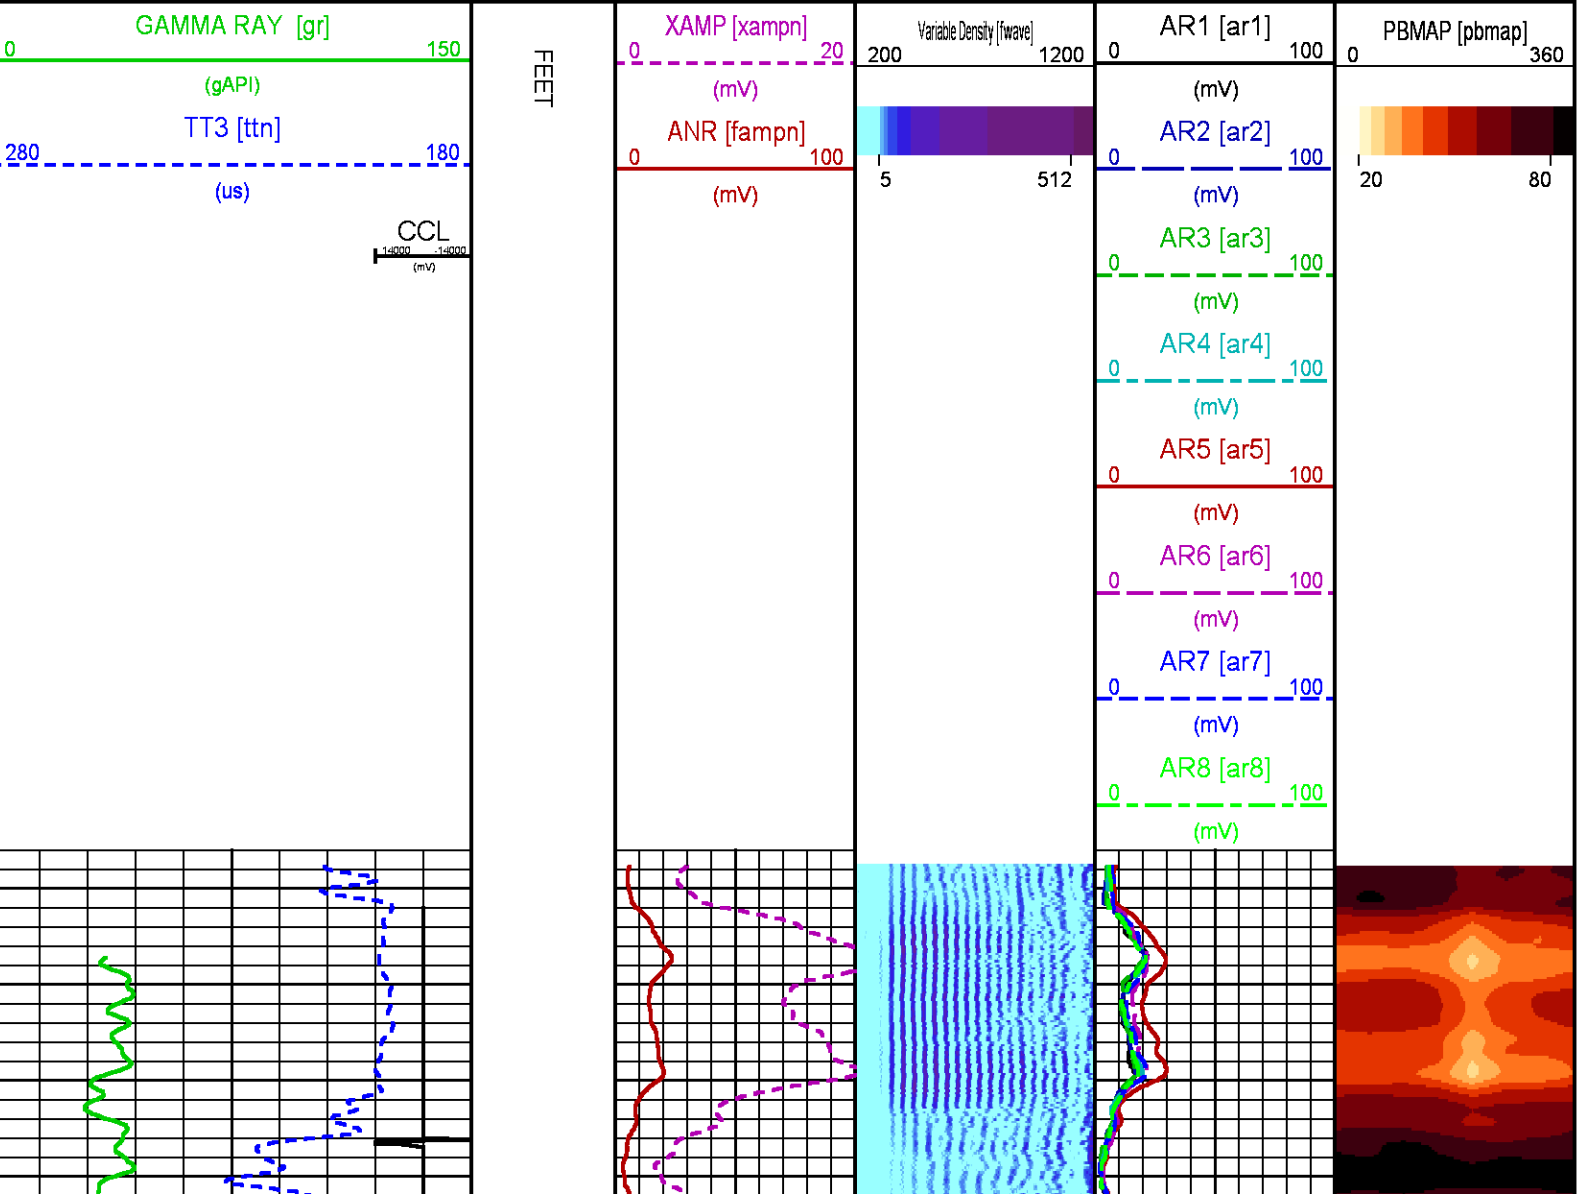 GAMMA RAY [gr]
0 150
(gAPI)
TT3 [ttn]
280 180
(us)
CCL
14000 -14000
(mV)
FEET
XAMP [xampn]
0 20
(mV)
ANR [fampn]
0 100
(mV)
Variable Density [fwave]
200 1200
5 512
AR1 [ar1]
0 100
(mV)
AR2 [ar2]
0 100
(mV)
AR3 [ar3]
0 100
(mV)
AR4 [ar4]
0 100
(mV)
AR5 [ar5]
0 100
(mV)
AR6 [ar6]
0 100
(mV)
AR7 [ar7]
0 100
(mV)
AR8 [ar8]
0 100
(mV)
PBMAP [pbmap]
0 360
20 80